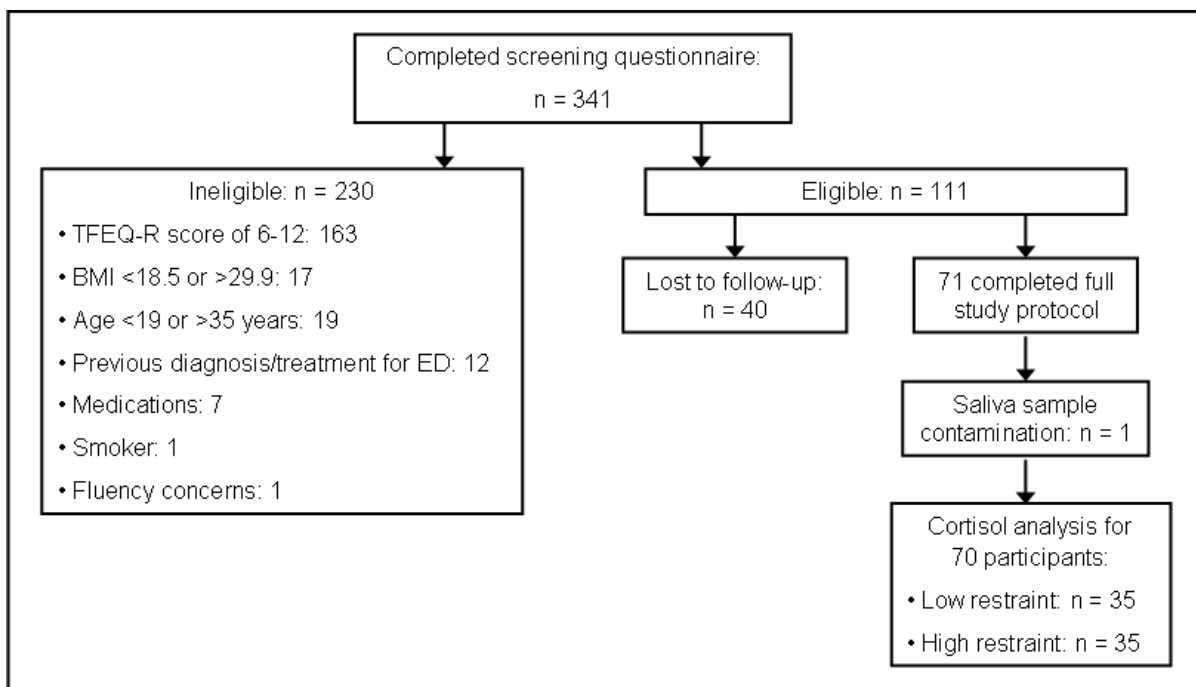 Completed screening questionnaire:
n = 341
Ineligible: n = 230
• TFEQ-R score of 6-12: 163
• BMI <18.5 or >29.9: 17
• Age <19 or >35 years: 19
• Previous diagnosis/treatment for ED: 12
• Medications: 7
• Smoker: 1
• Fluency concerns: 1
Eligible: n = 111
Lost to follow-up:
n = 40
71 completed full
study protocol
Saliva sample
contamination: n = 1
Cortisol analysis for
70 participants:
• Low restraint: n = 35
• High restraint: n = 35